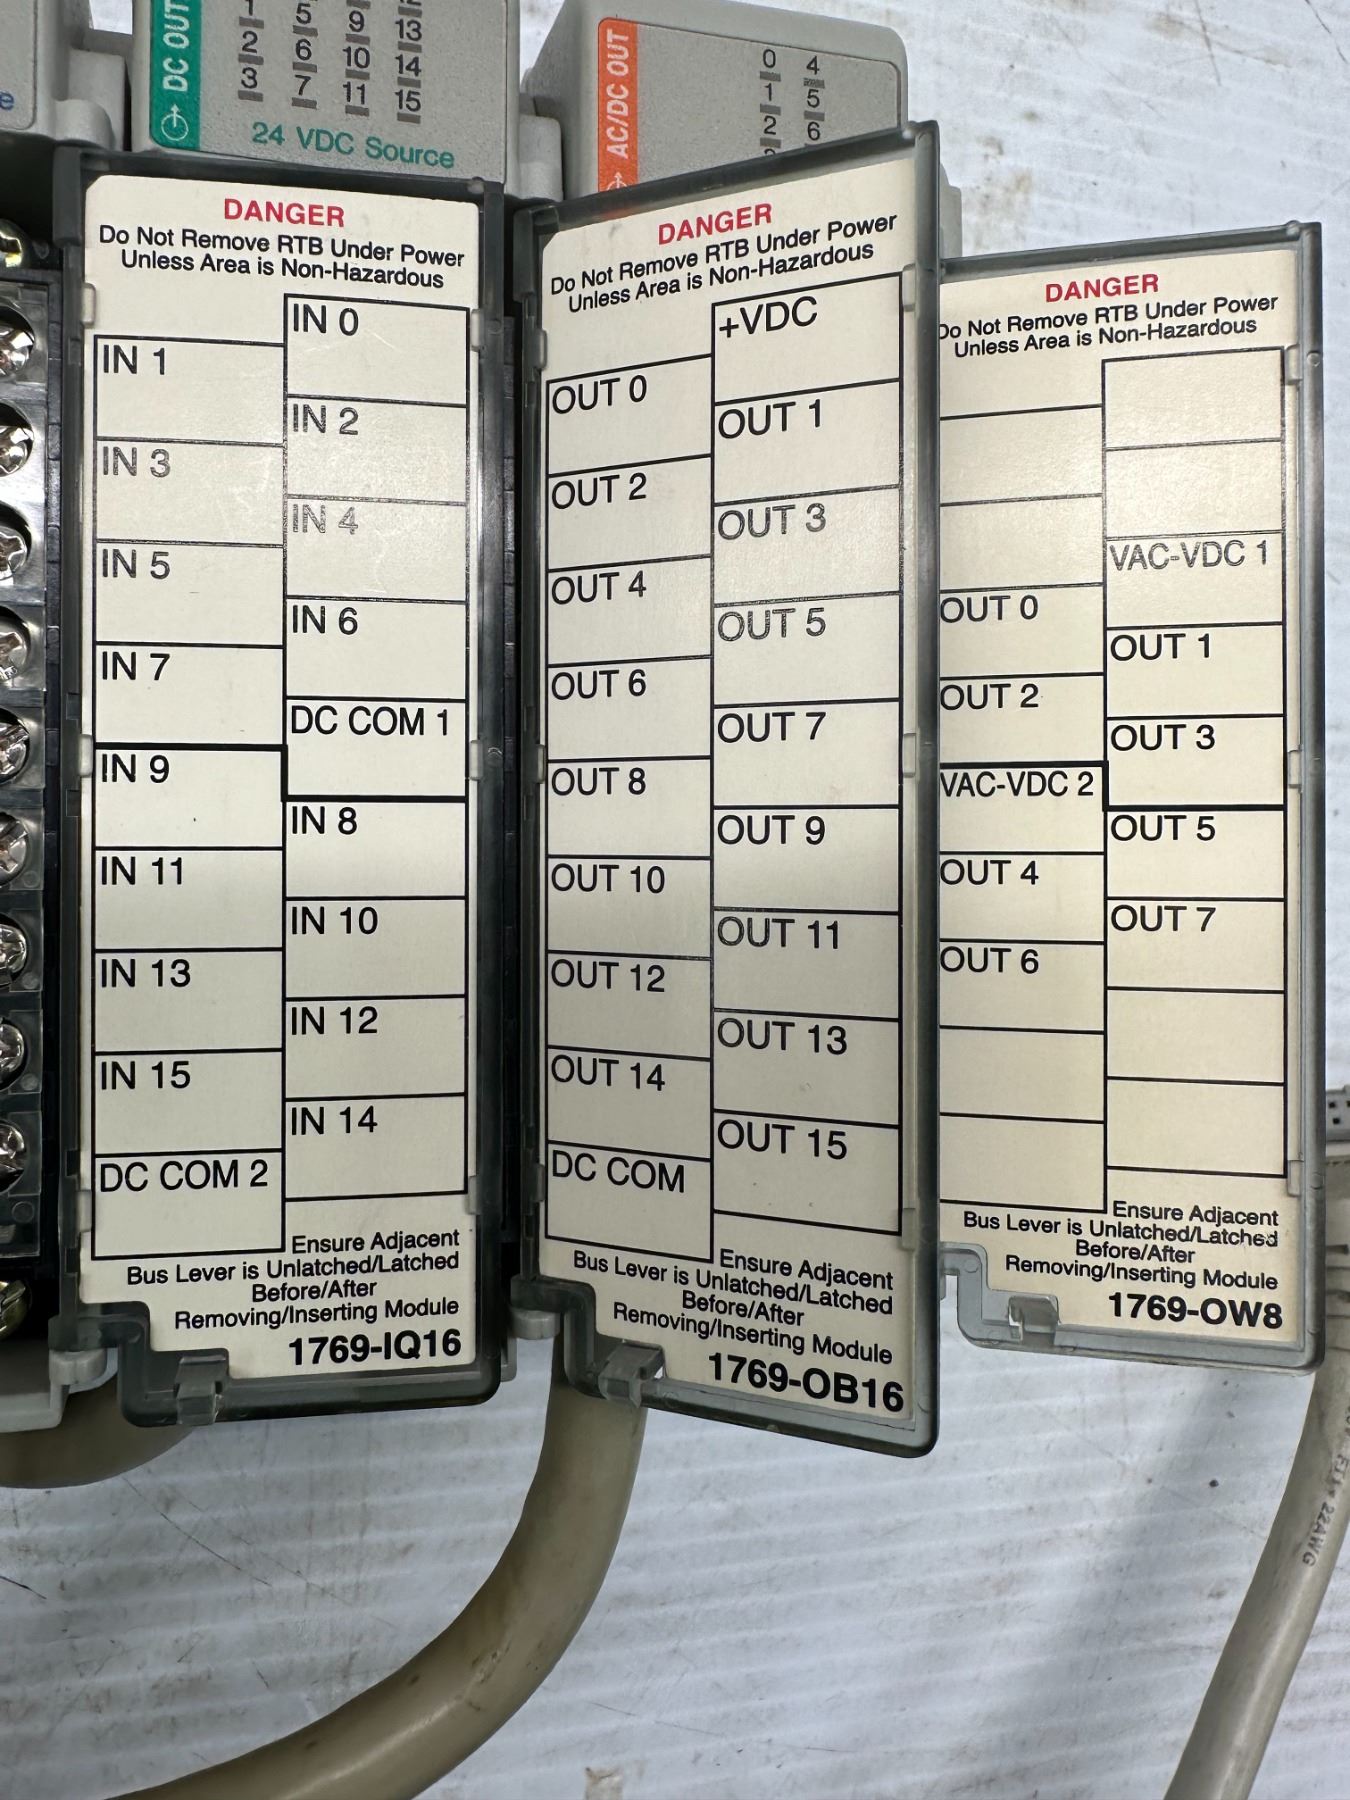 e
DC OUT
1 5 9 13
2 6 10 14
3 7 11 15
24 VDC Source
AC/DC OUT
0 4
1 5
2 6
DANGER
Do Not Remove RTB Under Power
Unless Area is Non-Hazardous
IN 0
IN 1
IN 2
IN 3
IN 4
IN 5
IN 6
IN 7
DC COM 1
IN 9
IN 8
IN 11
IN 10
IN 13
IN 12
IN 15
IN 14
DC COM 2
Ensure Adjacent
Bus Lever is Unlatched/Latched
Before/After
Removing/Inserting Module
1769-IQ16
DANGER
Do Not Remove RTB Under Power
Unless Area is Non-Hazardous
+VDC
OUT 0
OUT 1
OUT 2
OUT 3
OUT 4
OUT 5
OUT 6
OUT 7
OUT 8
OUT 9
OUT 10
OUT 11
OUT 12
OUT 13
OUT 14
OUT 15
DC COM
Ensure Adjacent
Bus Lever is Unlatched/Latched
Before/After
Removing/Inserting Module
1769-OB16
DANGER
Do Not Remove RTB Under Power
Unless Area is Non-Hazardous
VAC-VDC 1
OUT 0
OUT 1
OUT 2
OUT 3
VAC-VDC 2
OUT 5
OUT 4
OUT 7
OUT 6
Ensure Adjacent
Bus Lever is Unlatched/Latched
Before/After
Removing/Inserting Module
1769-OW8
22AWG